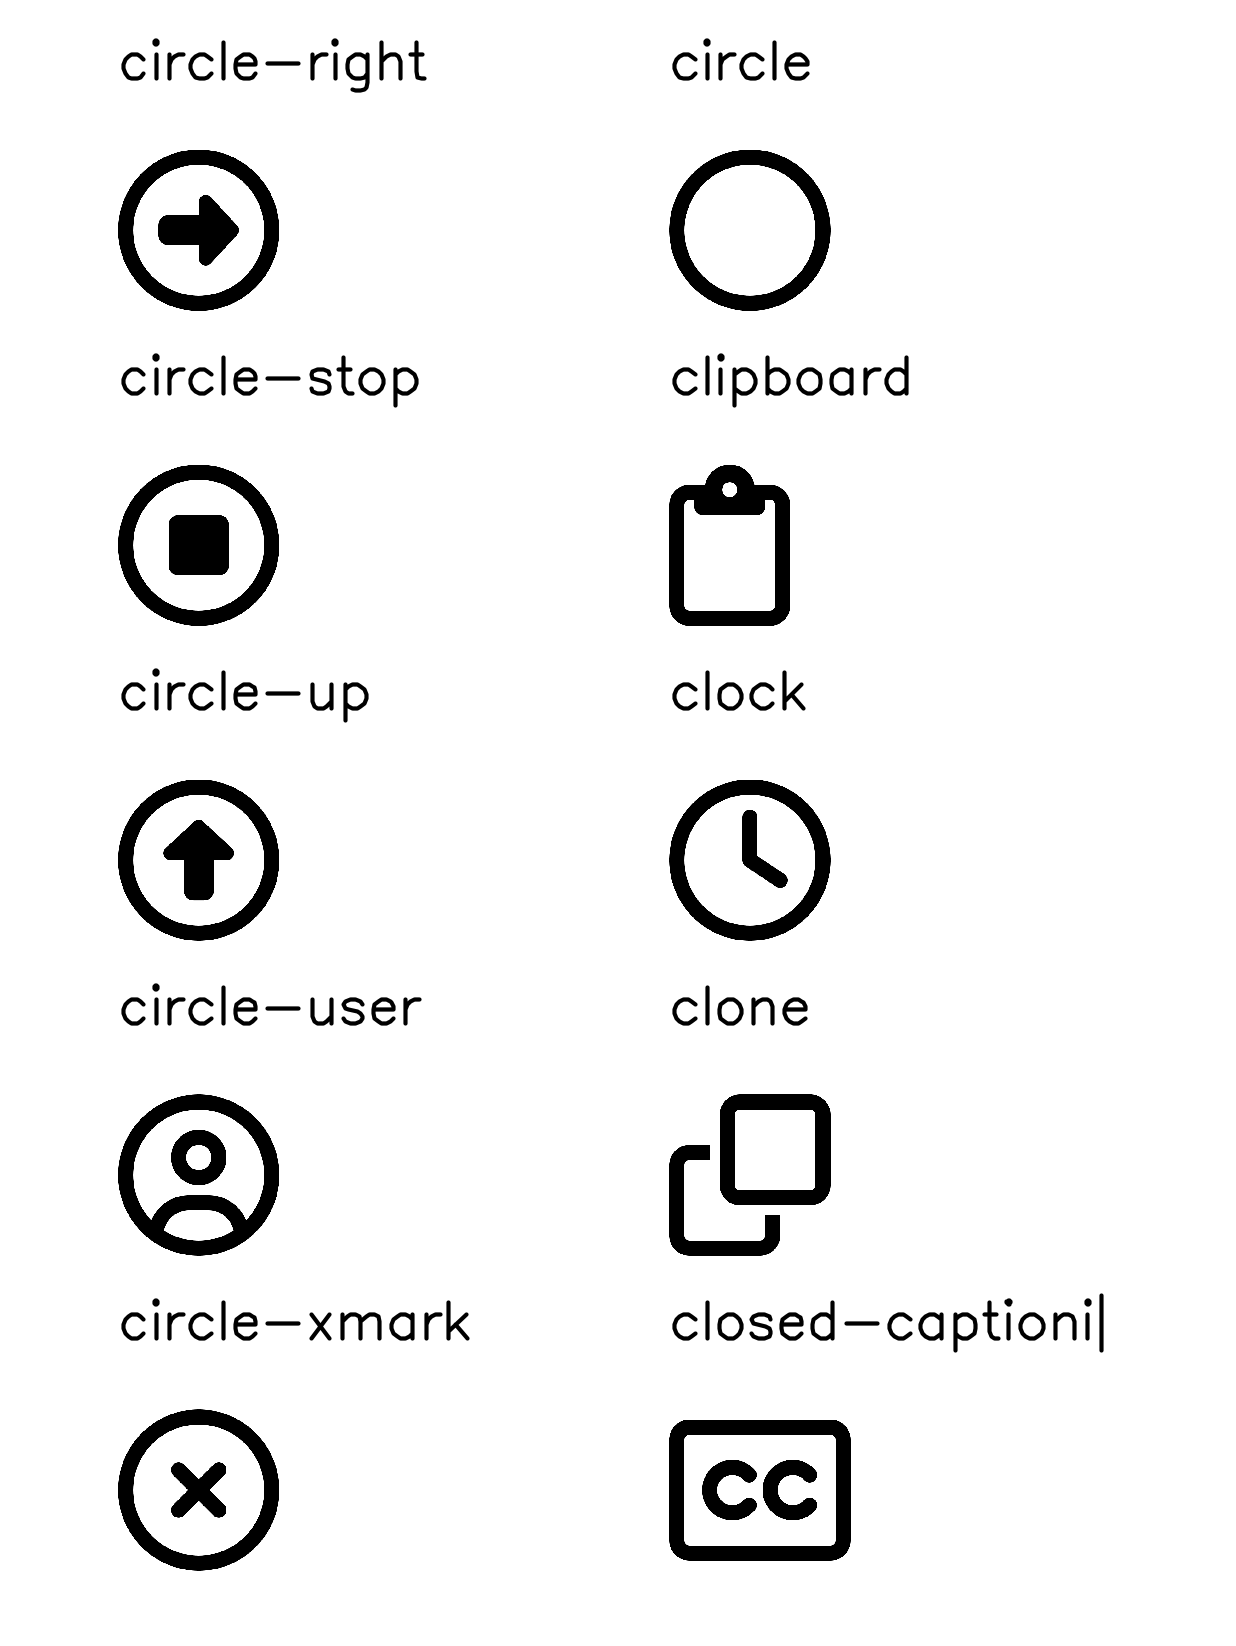 circle-right circle
circle-stop clipboard
circle-up clock
circle-user clone
circle-xmark closed-captioni|
CC